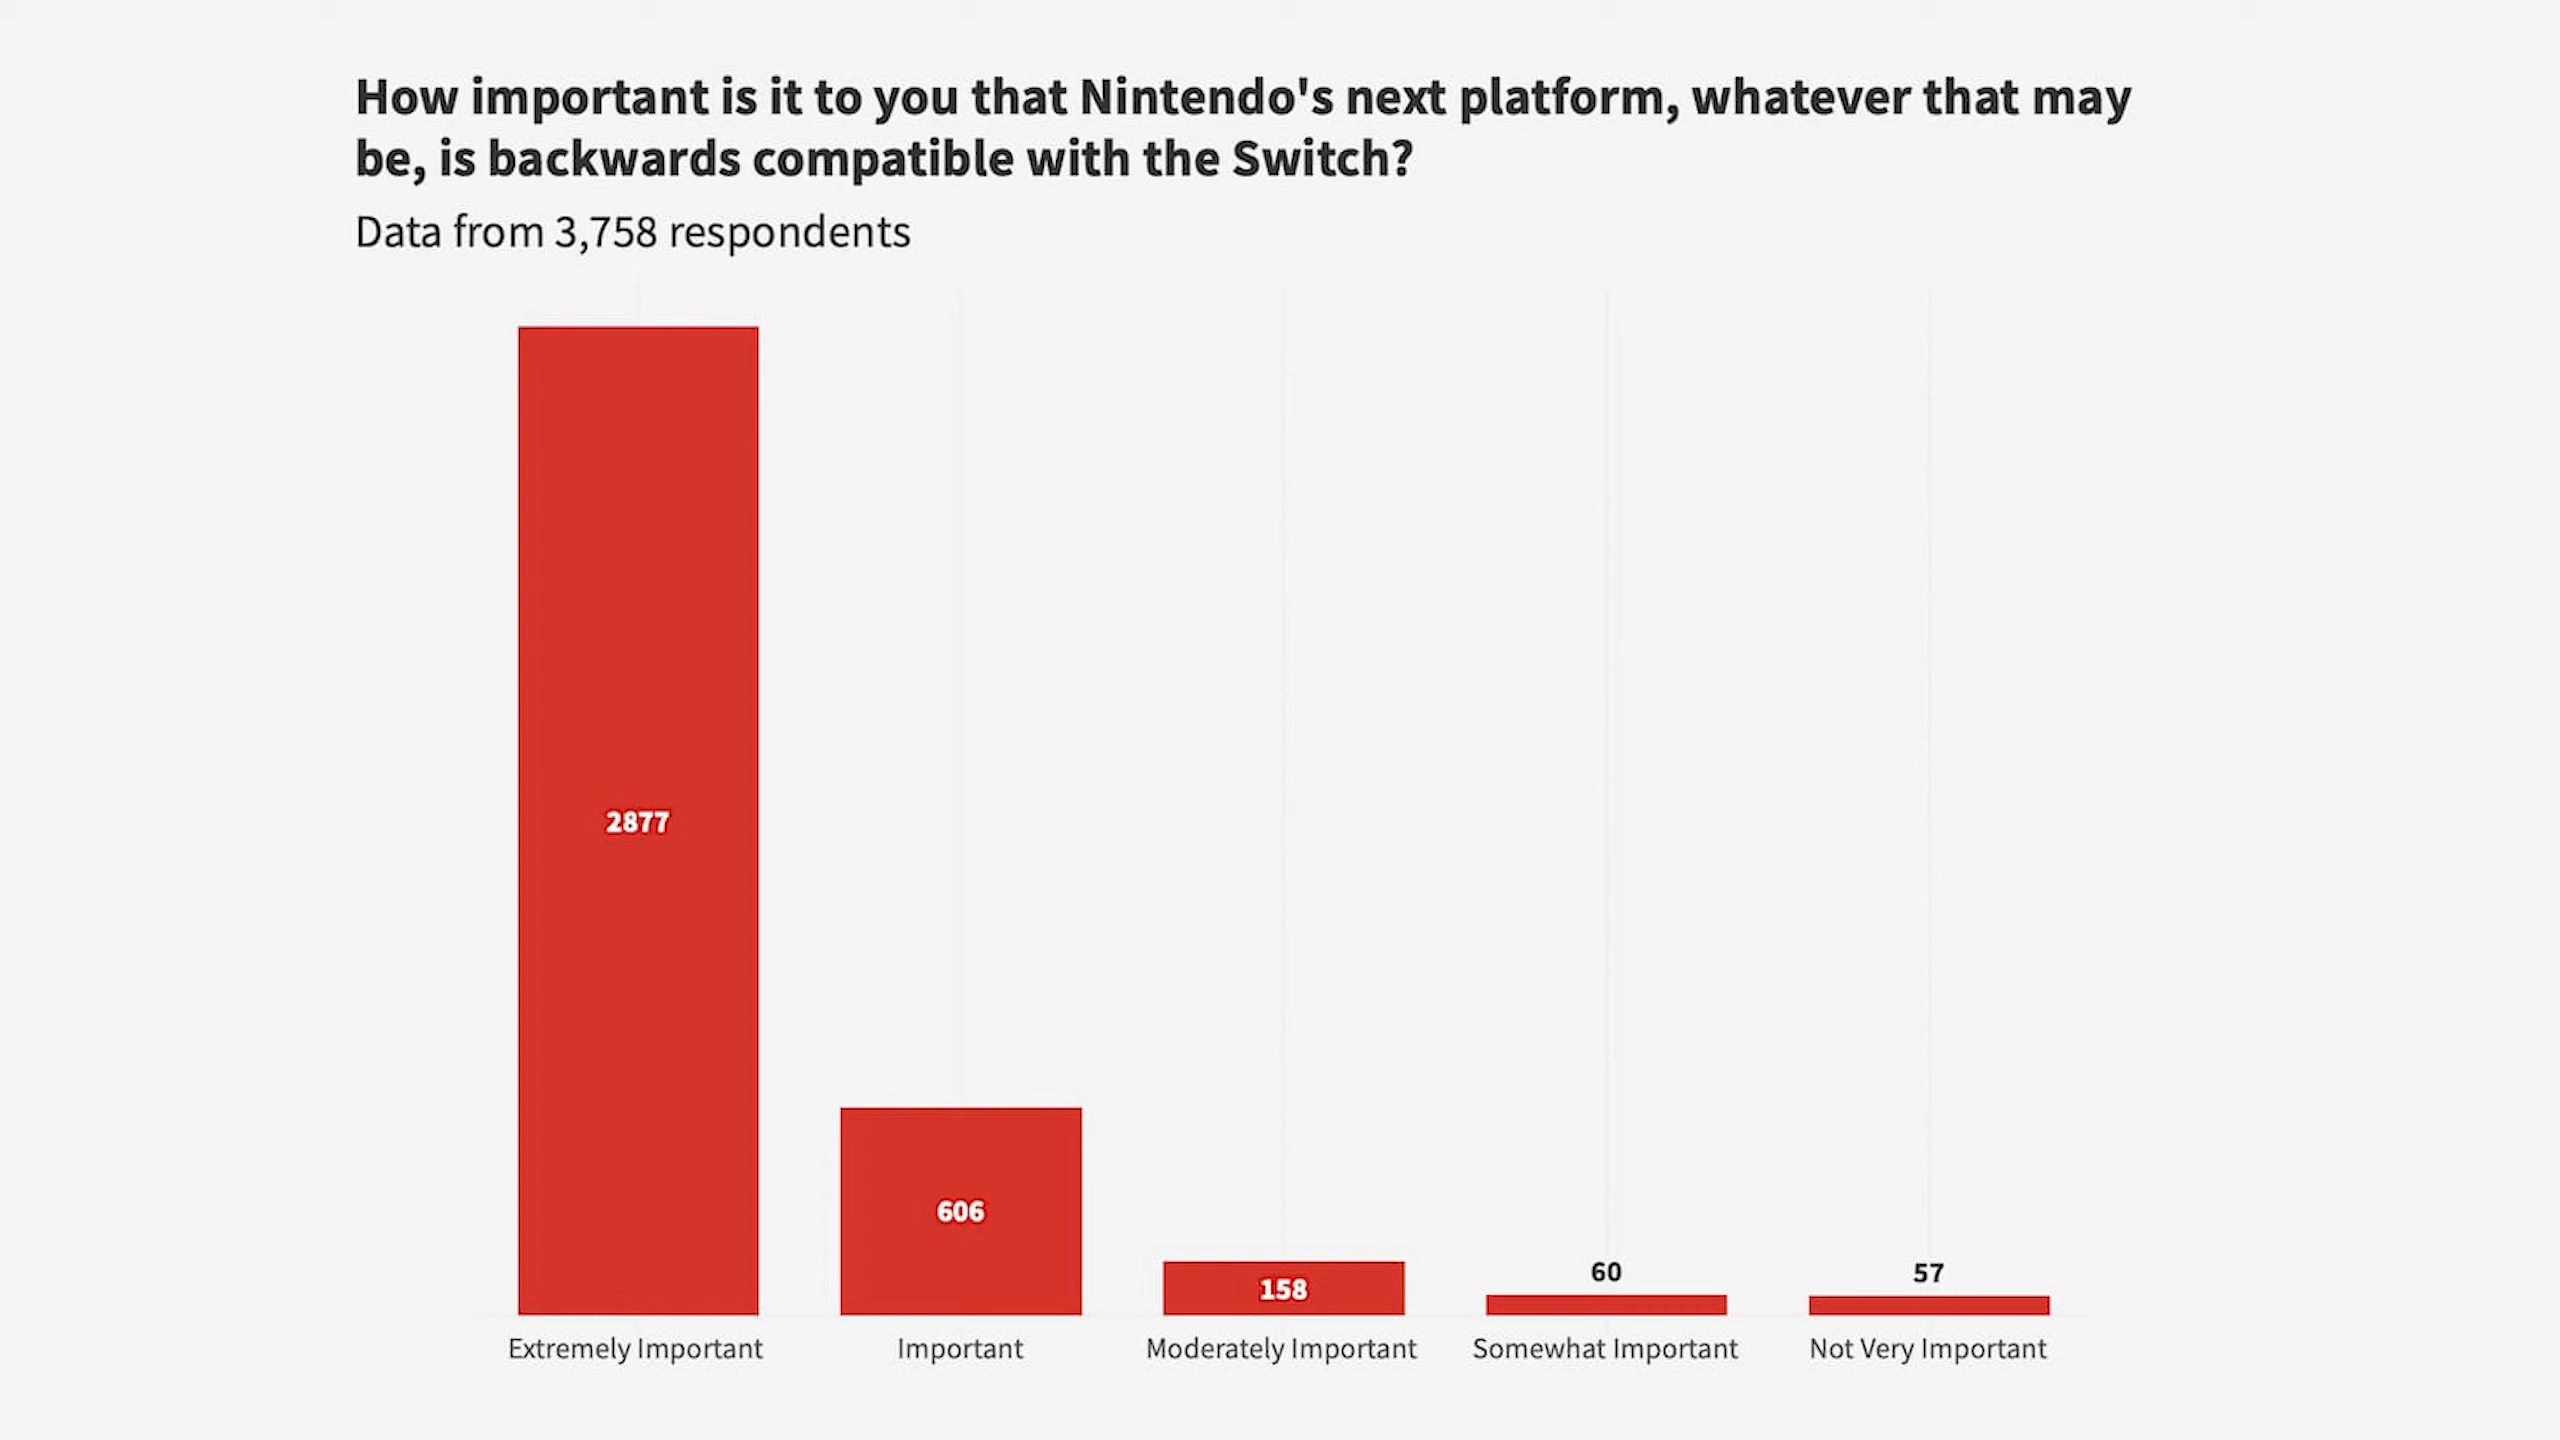 How important is it to you that Nintendo's next platform, whatever that may
be, is backwards compatible with the Switch?
Data from 3,758 respondents
2877
606
158
60
57
Extremely Important
Important
Moderately Important
Somewhat Important
Not Very Important